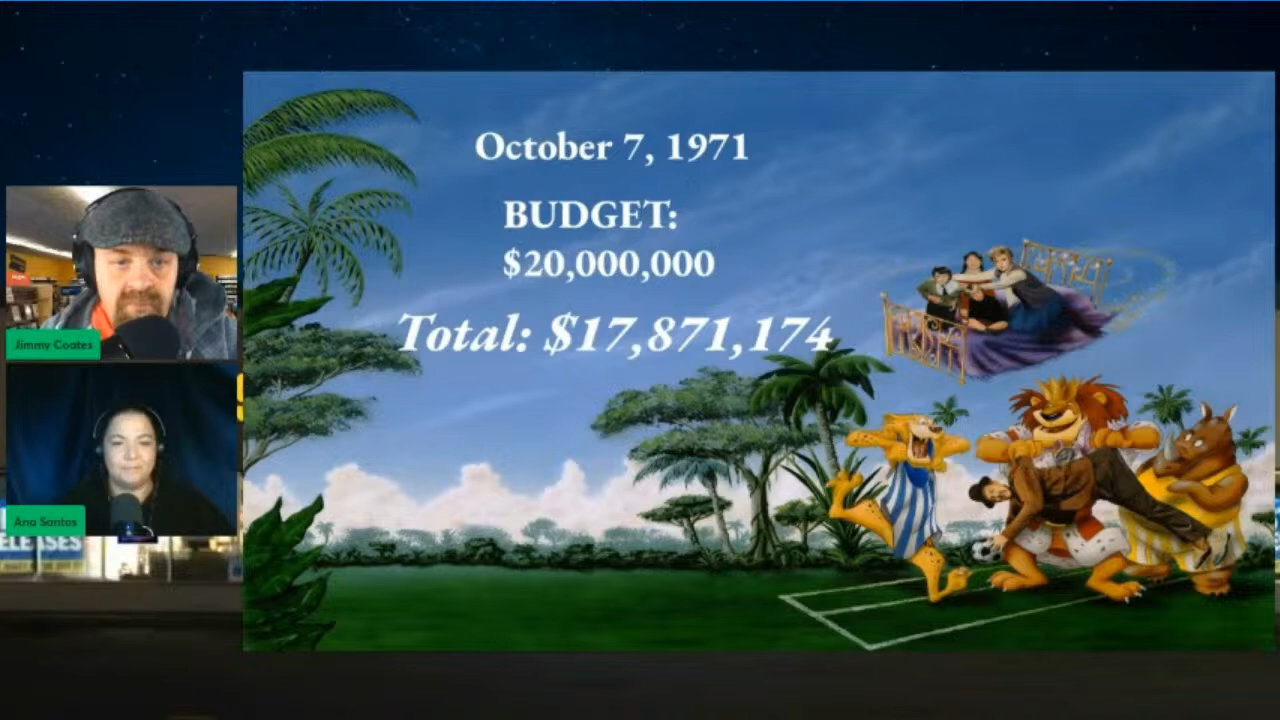 October 7, 1971
BUDGET:
$20,000,000
Total: $17,871,174
Jimmy Coates
Ana Santos
ELEASES